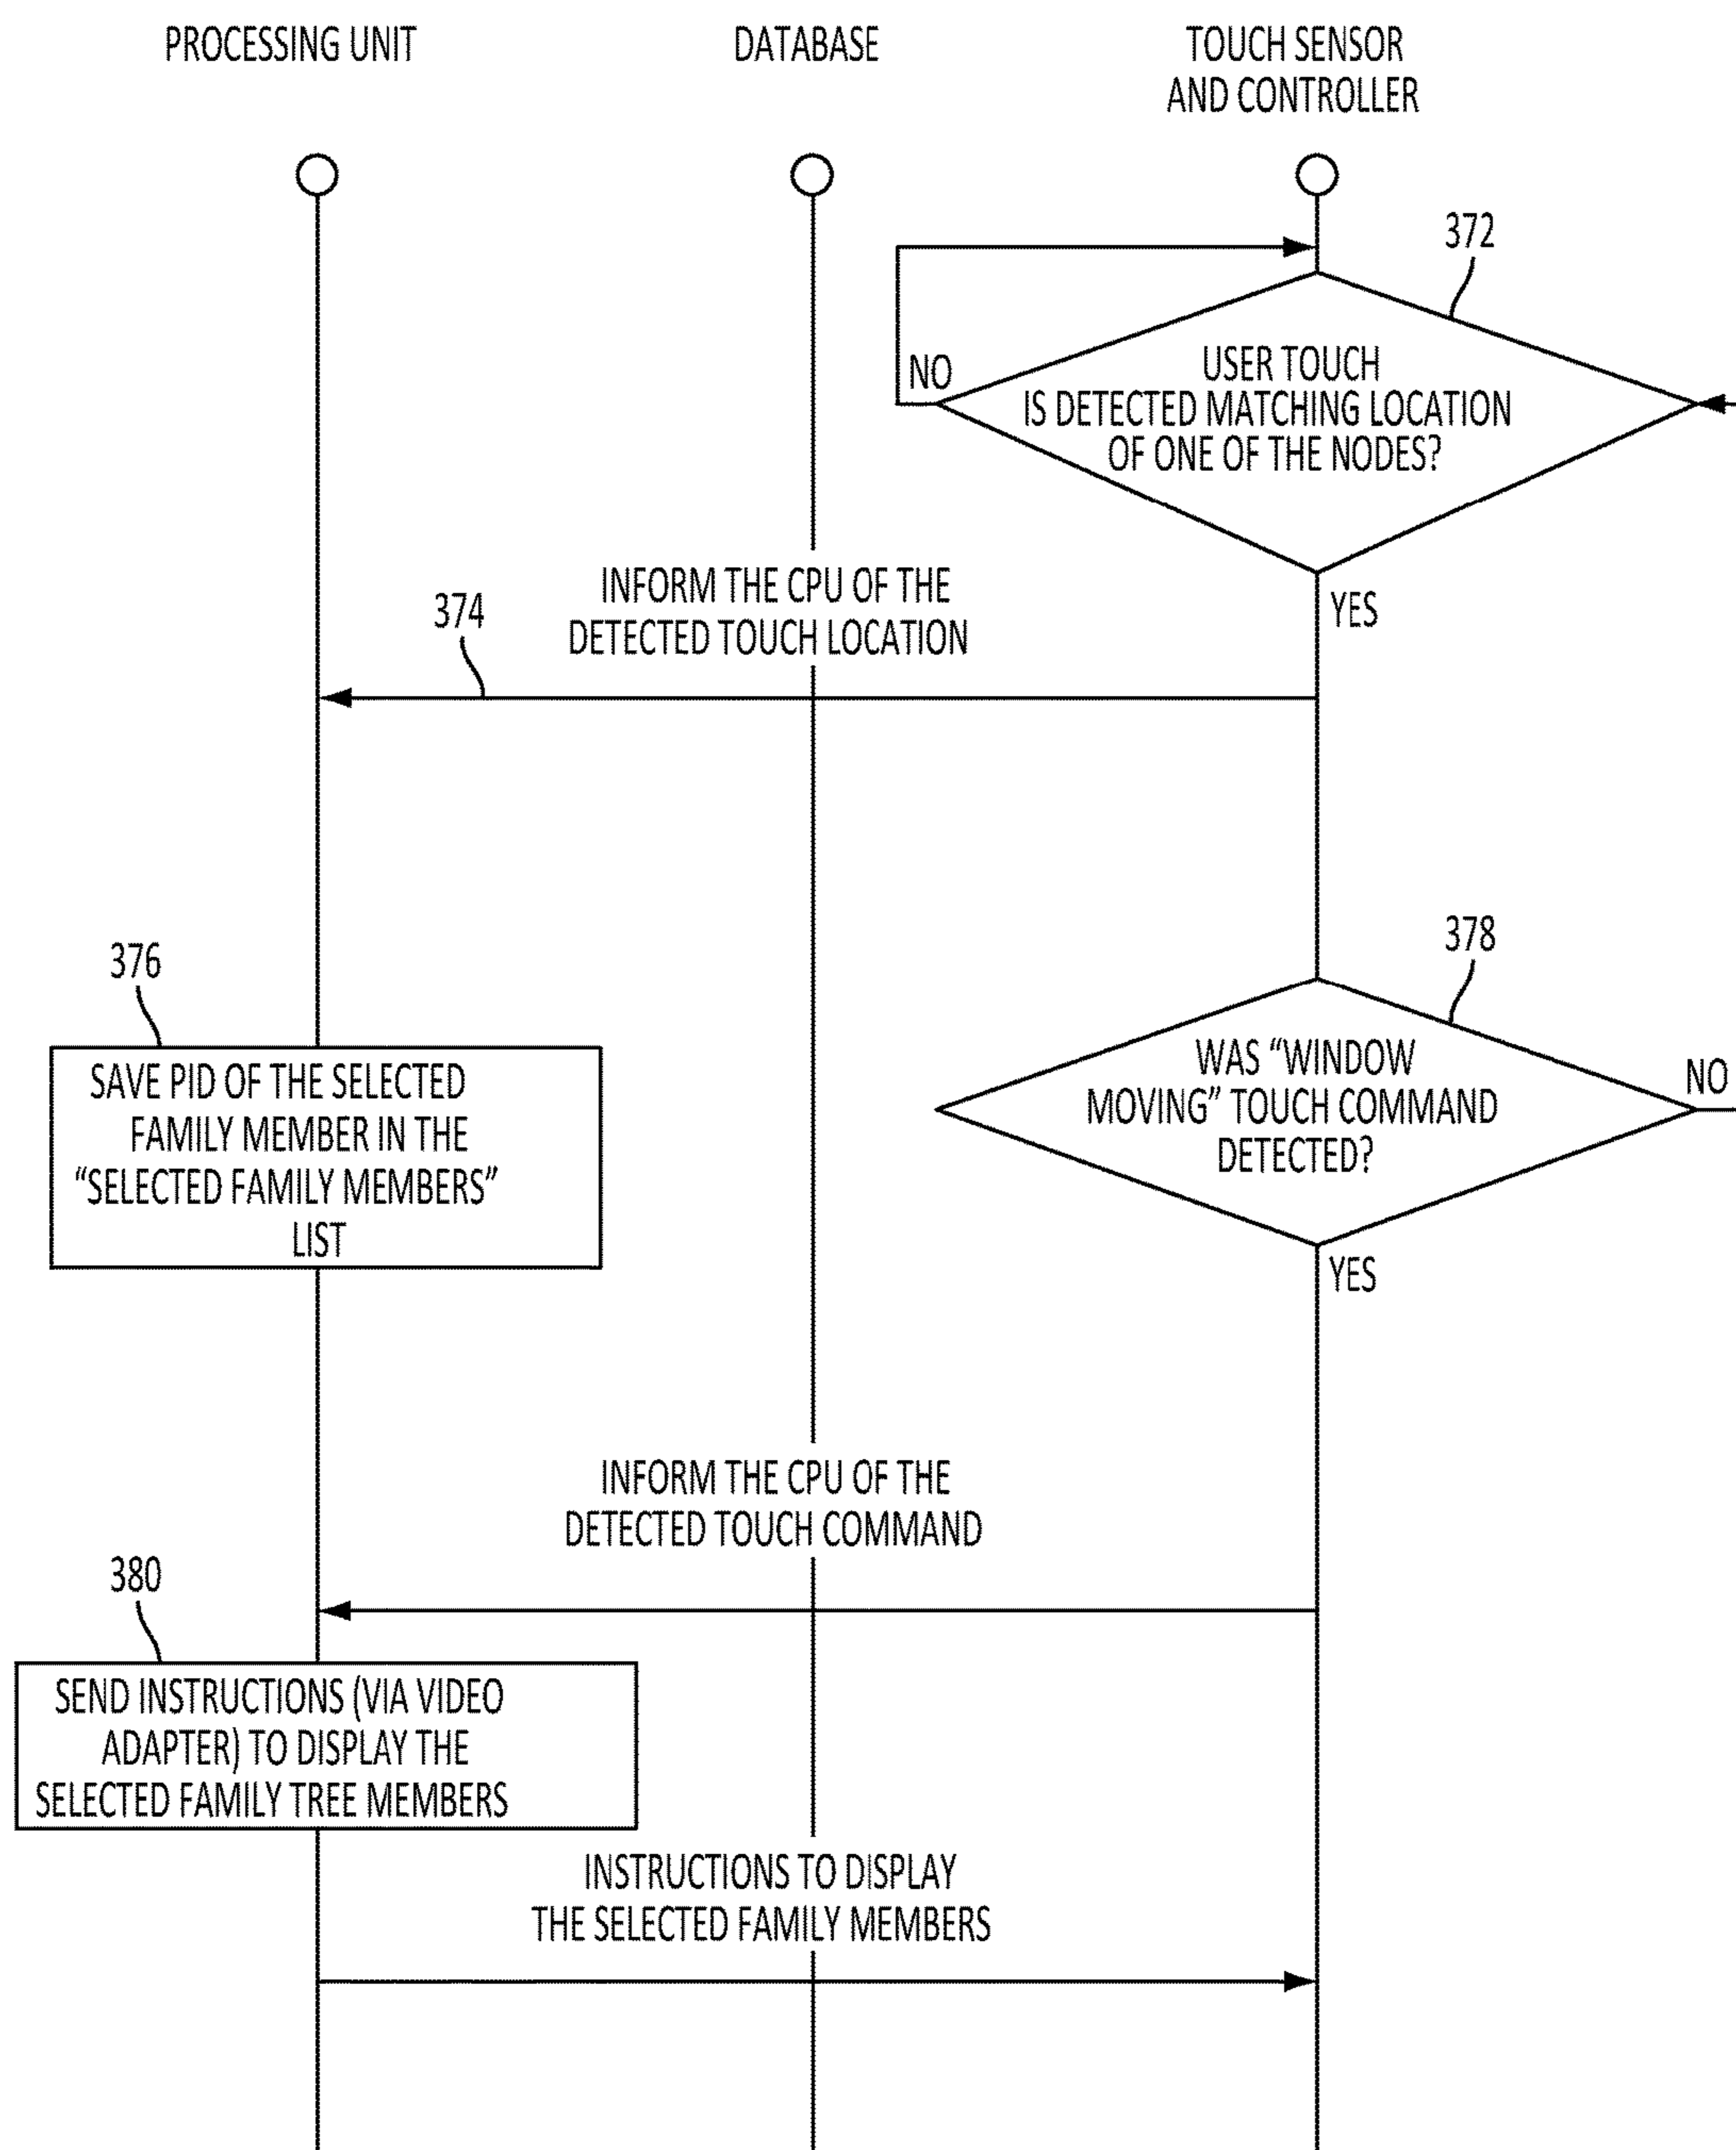 PROCESSING UNIT
DATABASE
TOUCH SENSOR
AND CONTROLLER
372
USER TOUCH
IS DETECTED MATCHING LOCATION
OF ONE OF THE NODES?
NO
YES
INFORM THE CPU OF THE
DETECTED TOUCH LOCATION
374
376
SAVE PID OF THE SELECTED
FAMILY MEMBER IN THE
“SELECTED FAMILY MEMBERS”
LIST
378
WAS “WINDOW
MOVING” TOUCH COMMAND
DETECTED?
NO
YES
INFORM THE CPU OF THE
DETECTED TOUCH COMMAND
380
SEND INSTRUCTIONS (VIA VIDEO
ADAPTER) TO DISPLAY THE
SELECTED FAMILY TREE MEMBERS
INSTRUCTIONS TO DISPLAY
THE SELECTED FAMILY MEMBERS